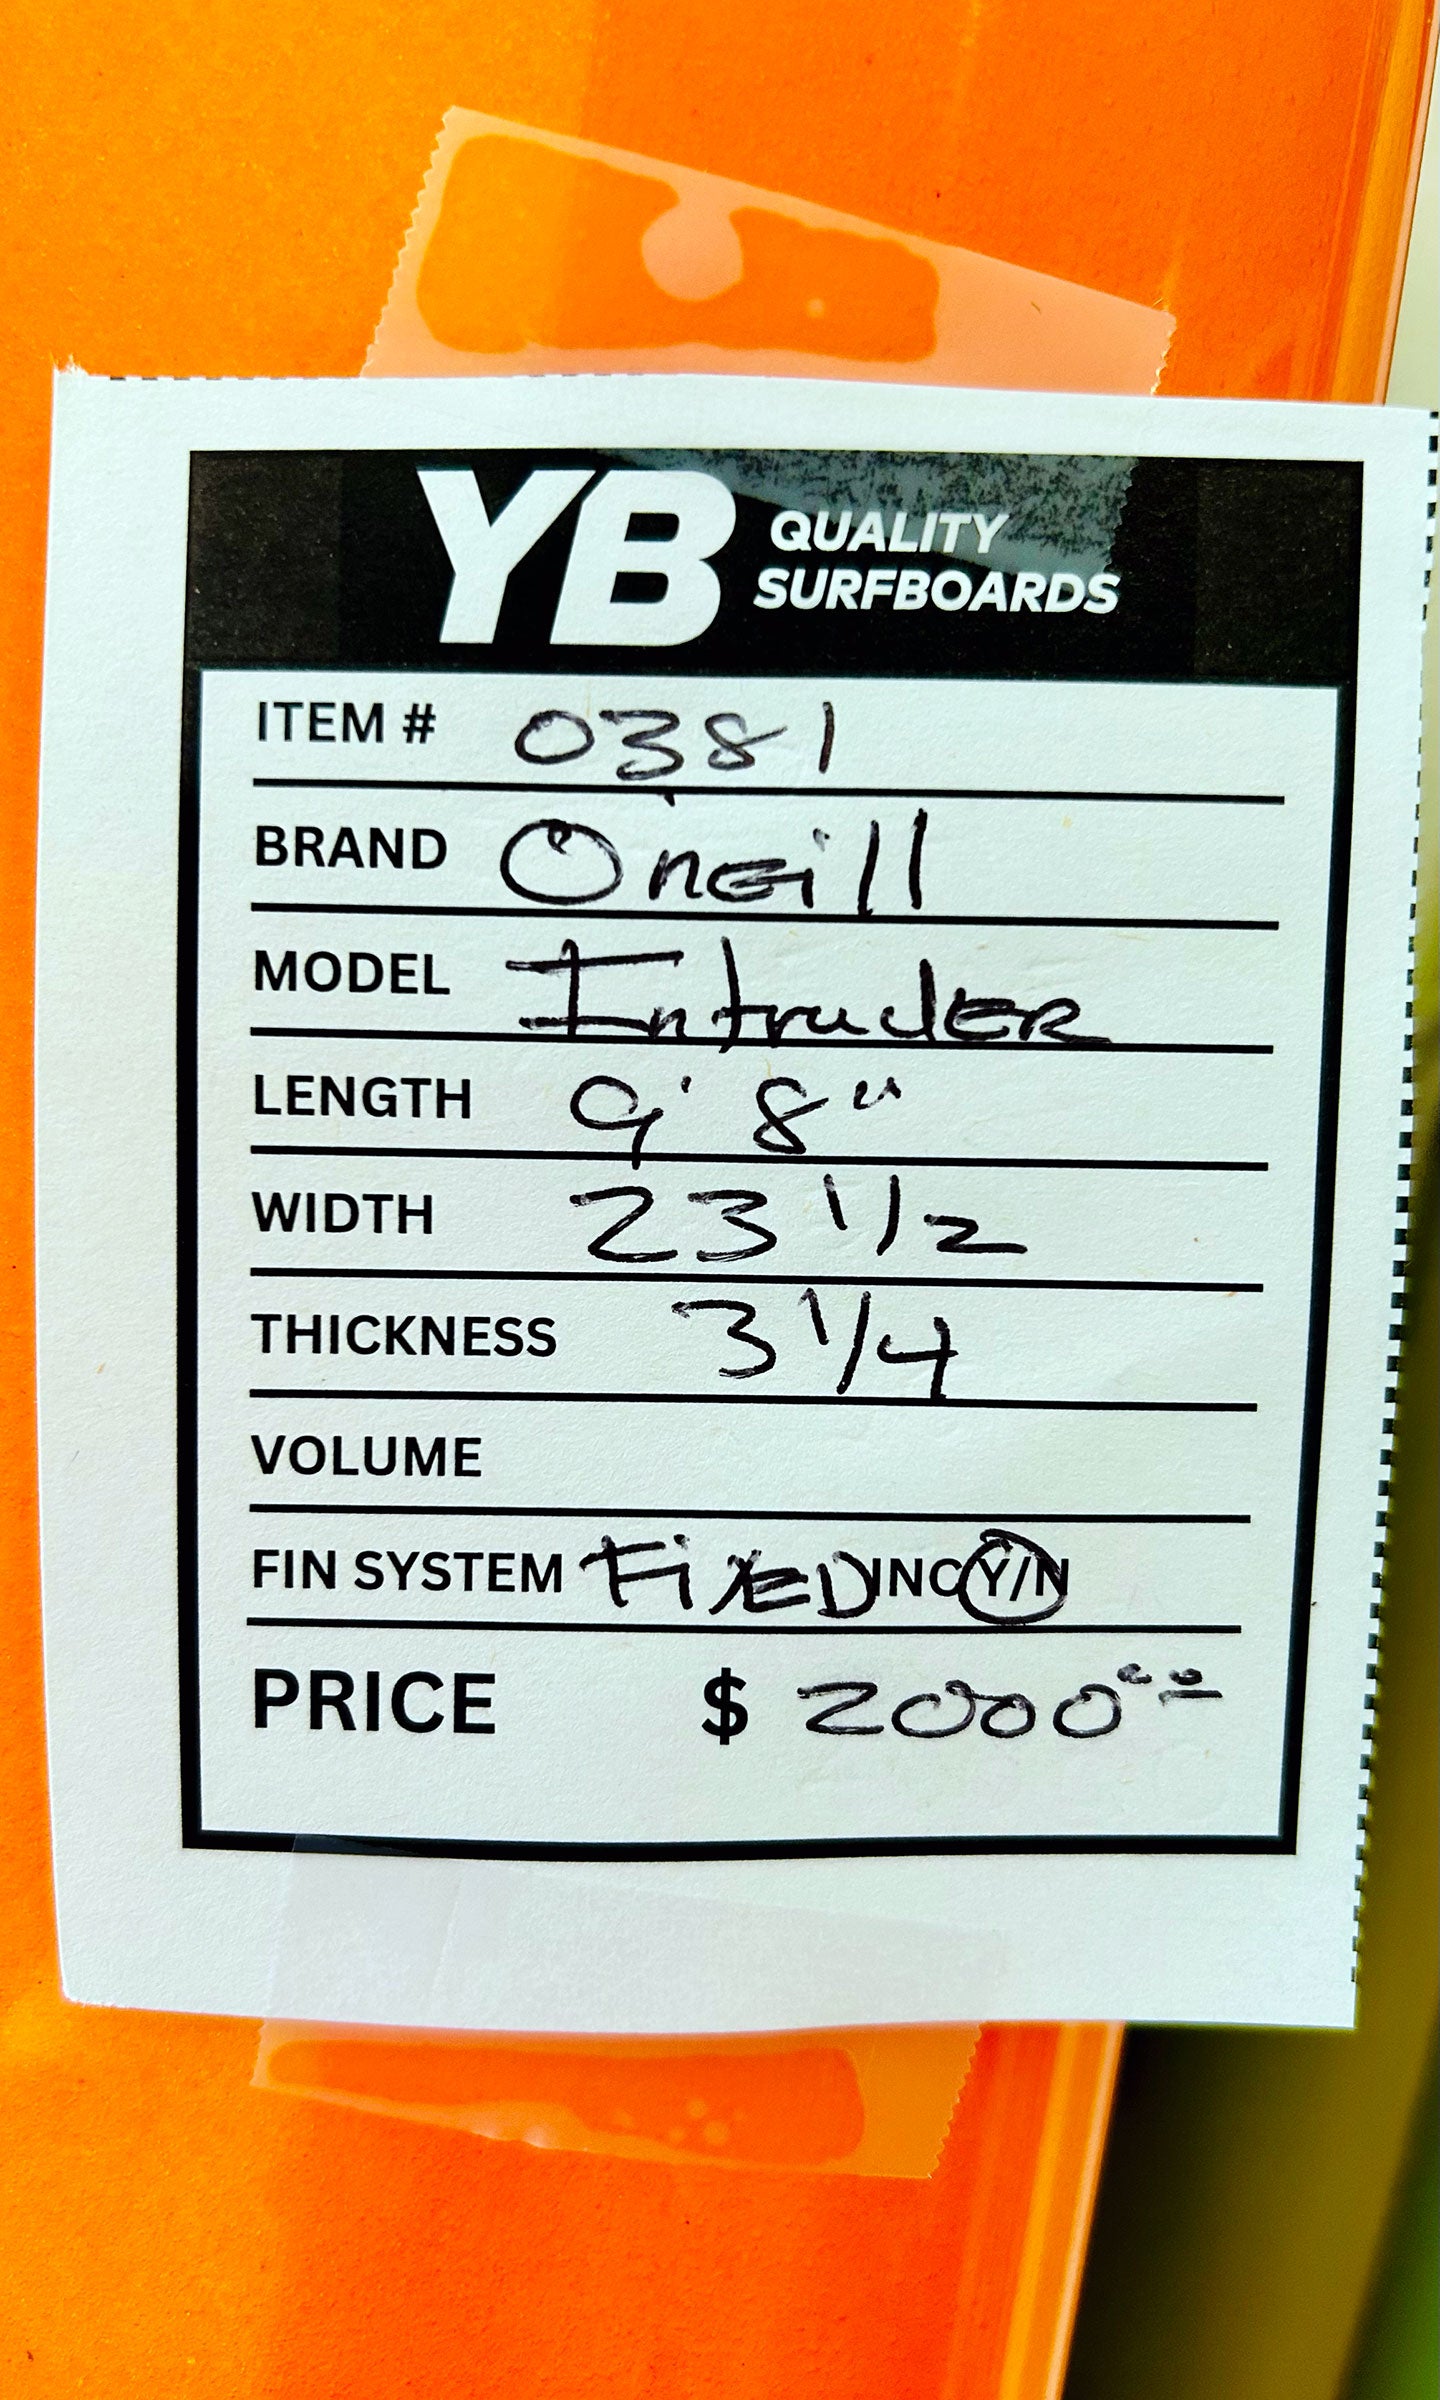 YB QUALITY
SURFBOARDS
ITEM # 0381
BRAND O'neill
MODEL IntrudER
LENGTH 9' 8"
WIDTH 23 1/2
THICKNESS 3 1/4
VOLUME
FIN SYSTEM FixED INC Y/N
PRICE $ 2000.00